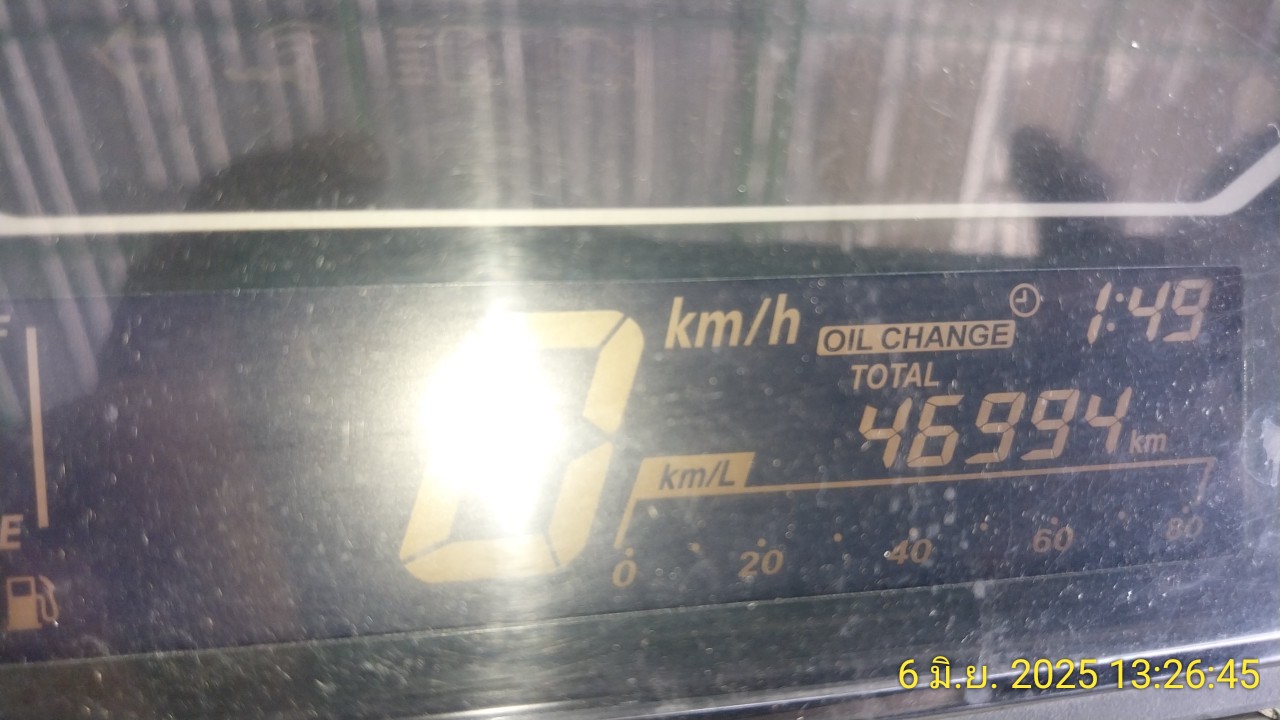 F
0 km/h
OIL CHANGE
1:49
TOTAL
46994 km
km/L
E
0 20 40 60 80
6 มิ.ย. 2025 13:26:45